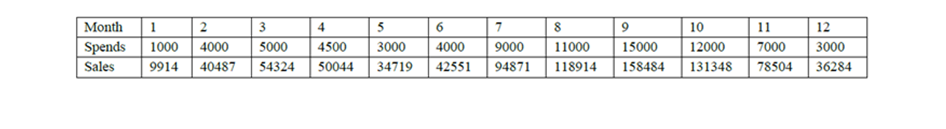 Month 1 2 3 4 5 6 7 8 9 10 11 12
Spends 1000 4000 5000 4500 3000 4000 9000 11000 15000 12000 7000 3000
Sales 9914 40487 54324 50044 34719 42551 94871 118914 158484 131348 78504 36284